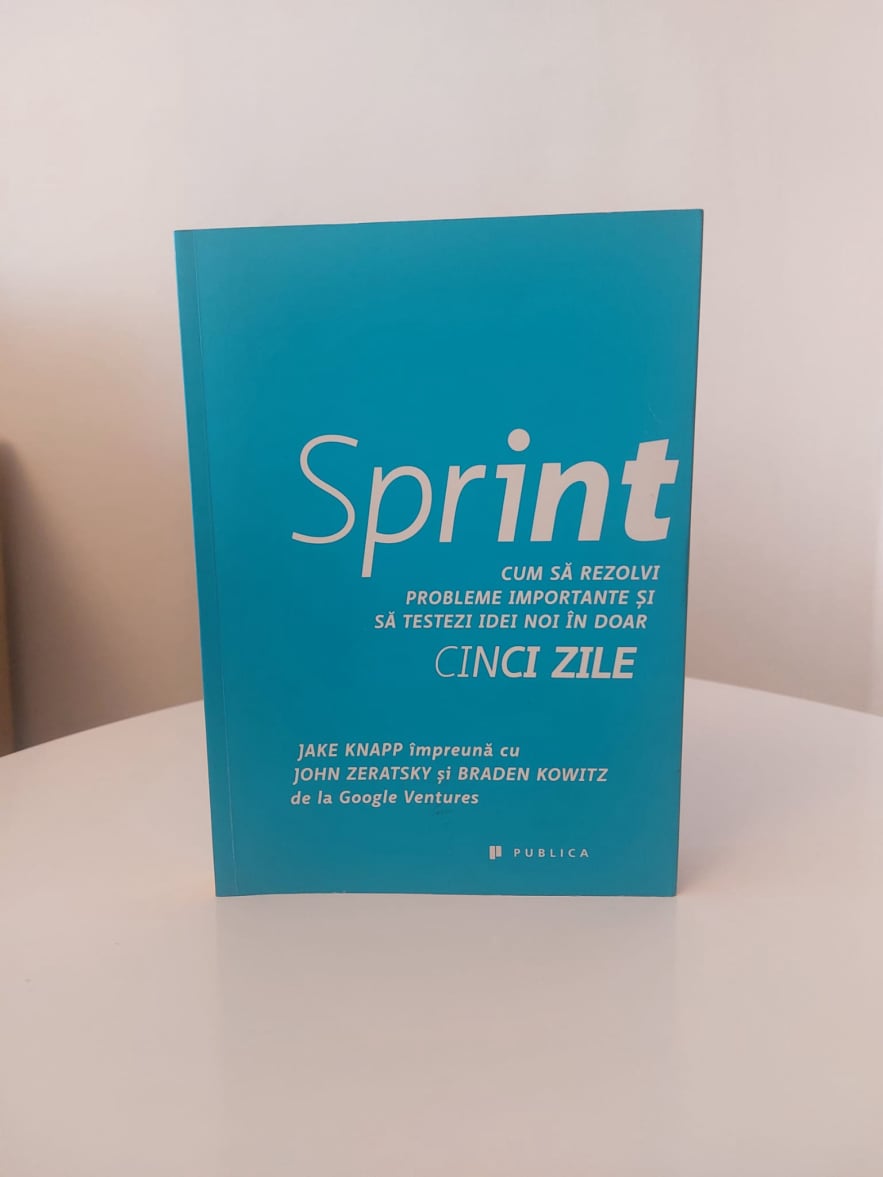 Sprint
CUM SĂ REZOLVI
PROBLEME IMPORTANTE ȘI
SĂ TESTEZI IDEI NOI ÎN DOAR
CINCI ZILE
JAKE KNAPP împreună cu
JOHN ZERATSKY și BRADEN KOWITZ
de la Google Ventures
PUBLICA